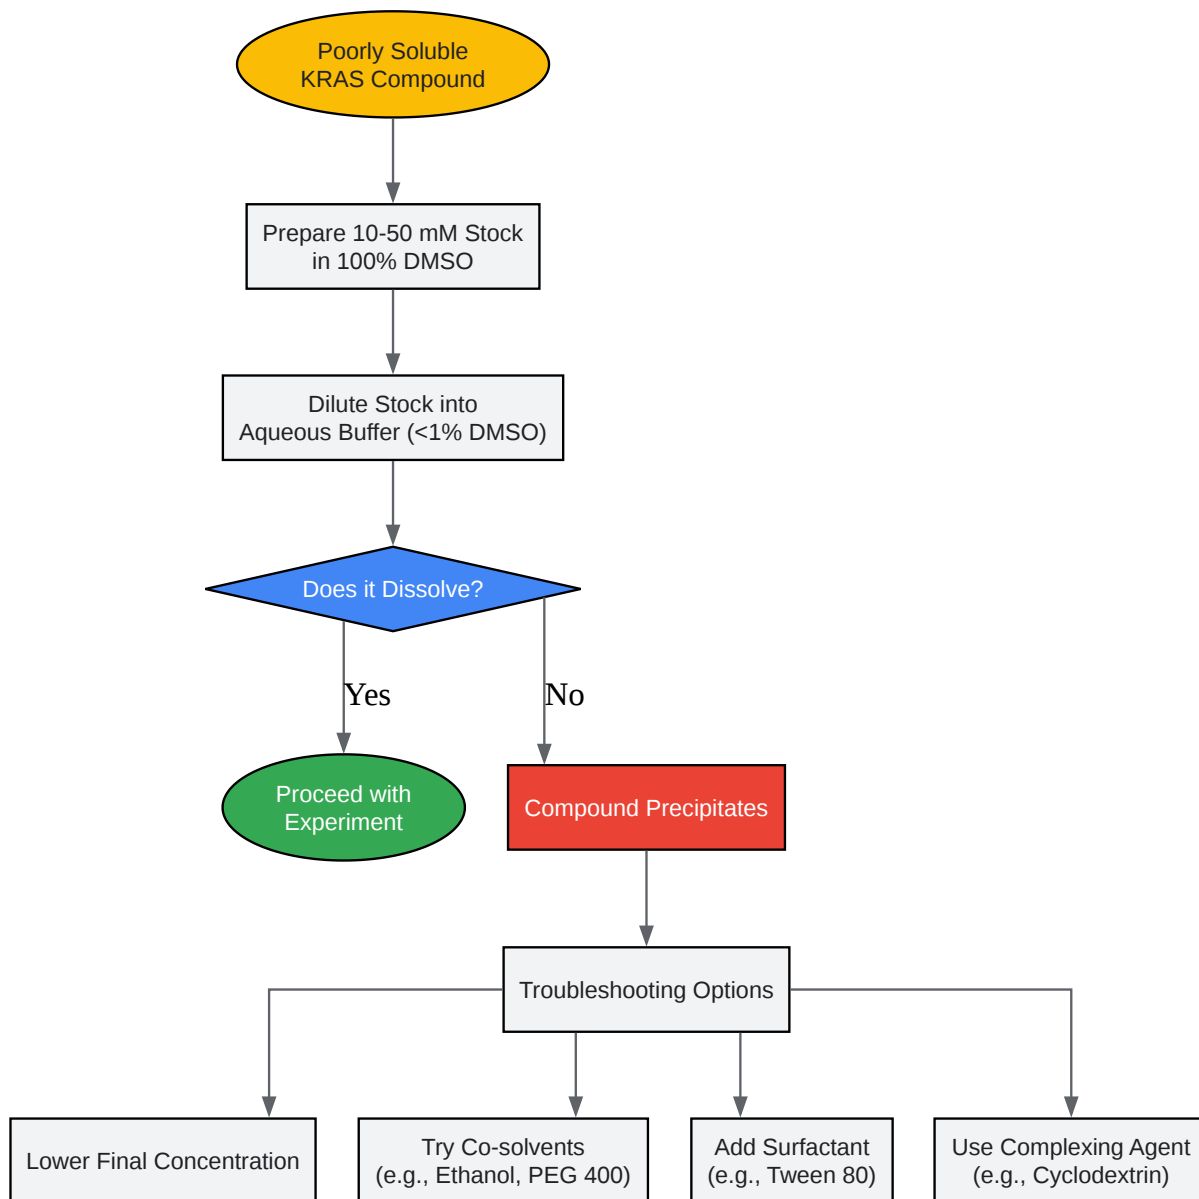 Poorly Soluble
KRAS Compound
Prepare 10-50 mM Stock
in 100% DMSO
Dilute Stock into
Aqueous Buffer (<1% DMSO)
Does it Dissolve?
Yes
No
Proceed with
Experiment
Compound Precipitates
Troubleshooting Options
Lower Final Concentration
Try Co-solvents
(e.g., Ethanol, PEG 400)
Add Surfactant
(e.g., Tween 80)
Use Complexing Agent
(e.g., Cyclodextrin)